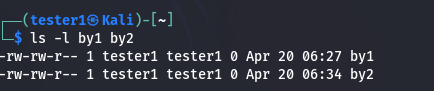 ┌──(tester1㉿Kali)-[~]
└─$ ls -l by1 by2
-rw-rw-r-- 1 tester1 tester1 0 Apr 20 06:27 by1
-rw-rw-r-- 1 tester1 tester1 0 Apr 20 06:34 by2